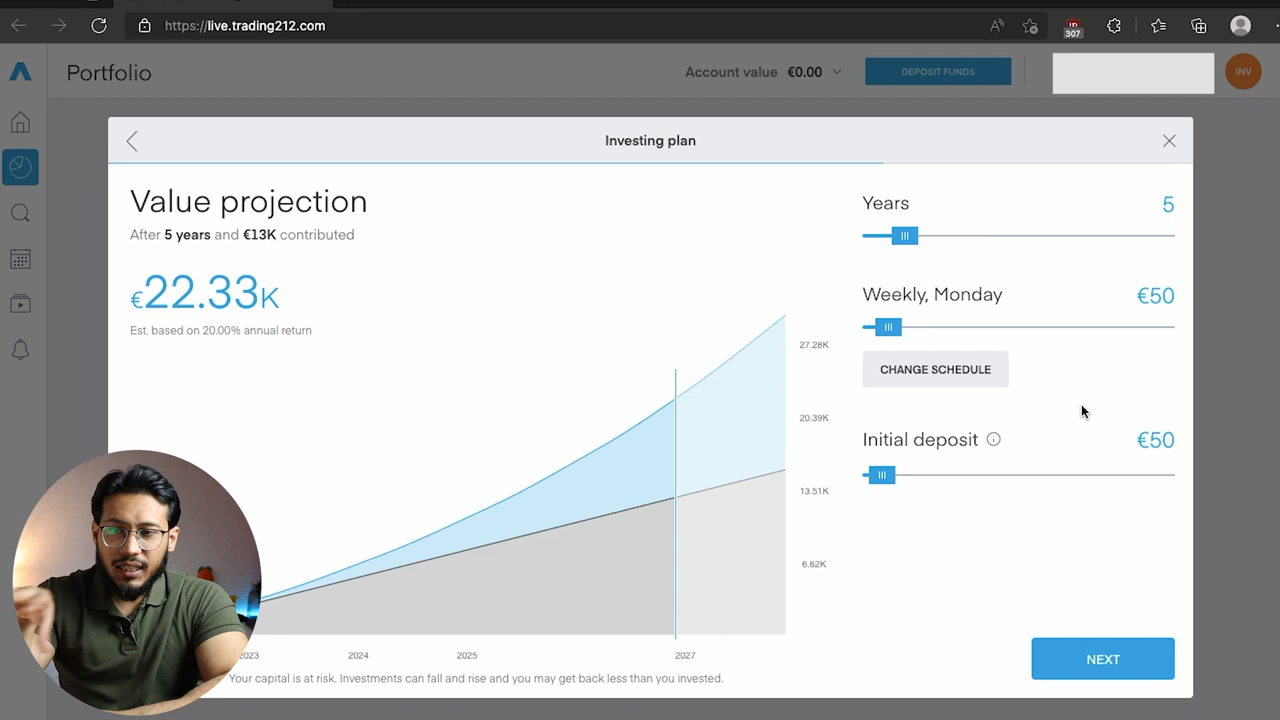 https://live.trading212.com
307
Portfolio
Account value €0.00
DEPOSIT FUNDS
INV
Investing plan
Value projection
After 5 years and €13K contributed
€22.33K
Est. based on 20.00% annual return
27.28K
20.39K
13.51K
6.62K
2023
2024
2025
2027
Your capital is at risk. Investments can fall and rise and you may get back less than you invested.
Years 5
Weekly, Monday €50
CHANGE SCHEDULE
Initial deposit €50
NEXT